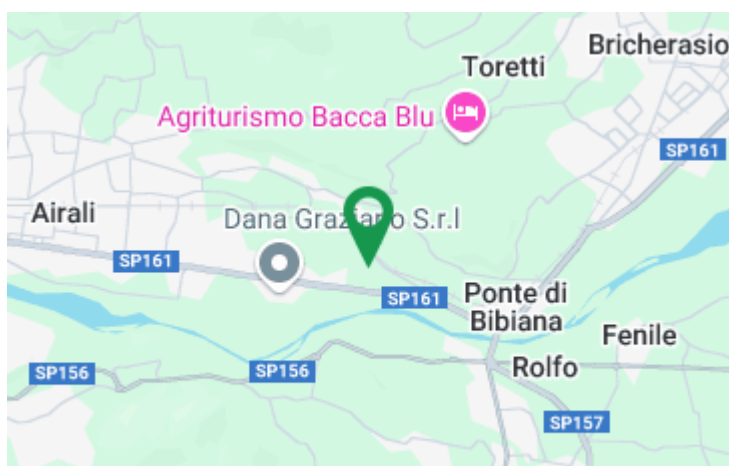 Bricherasio
Toretti
Agriturismo Bacca Blu
SP161
Airali
Dana Graziano S.r.l
SP161
SP161
Ponte di
Bibiana
Fenile
Rolfo
SP156
SP156
SP157